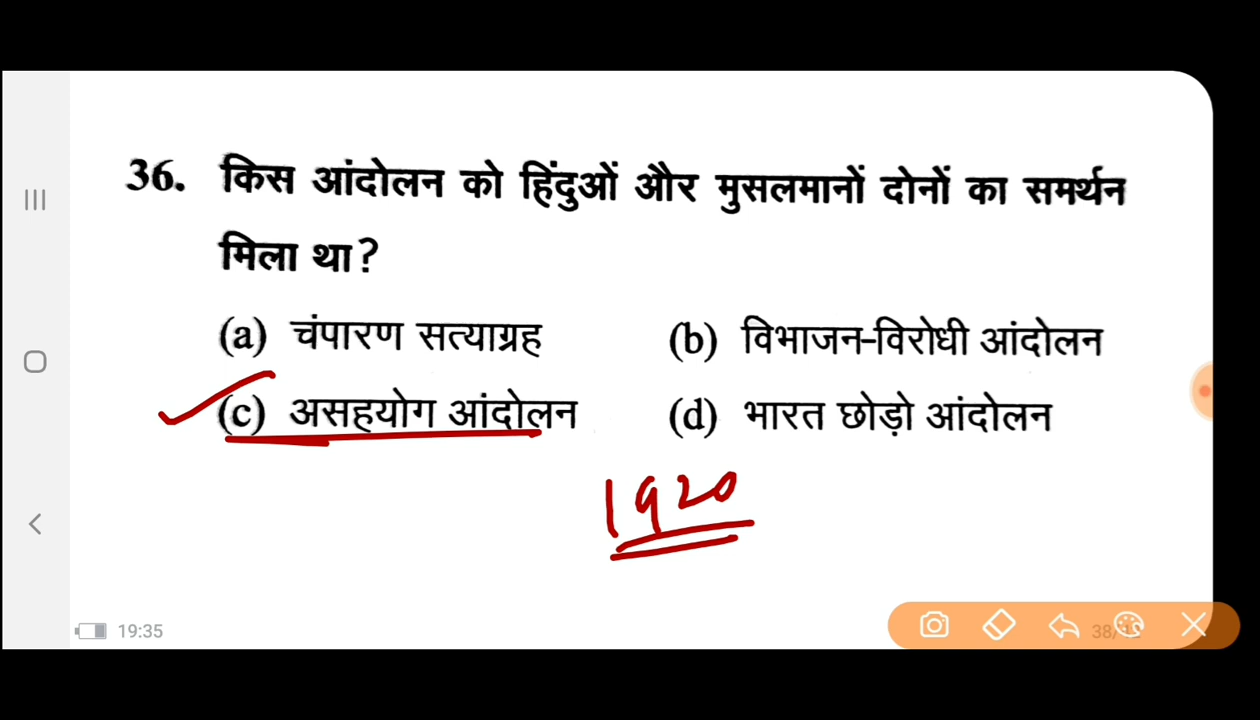 36. किस आंदोलन को हिंदुओं और मुसलमानों दोनों का समर्थन
मिला था?
(a) चंपारण सत्याग्रह (b) विभाजन-विरोधी आंदोलन
(c) असहयोग आंदोलन (d) भारत छोड़ो आंदोलन
1920
19:35